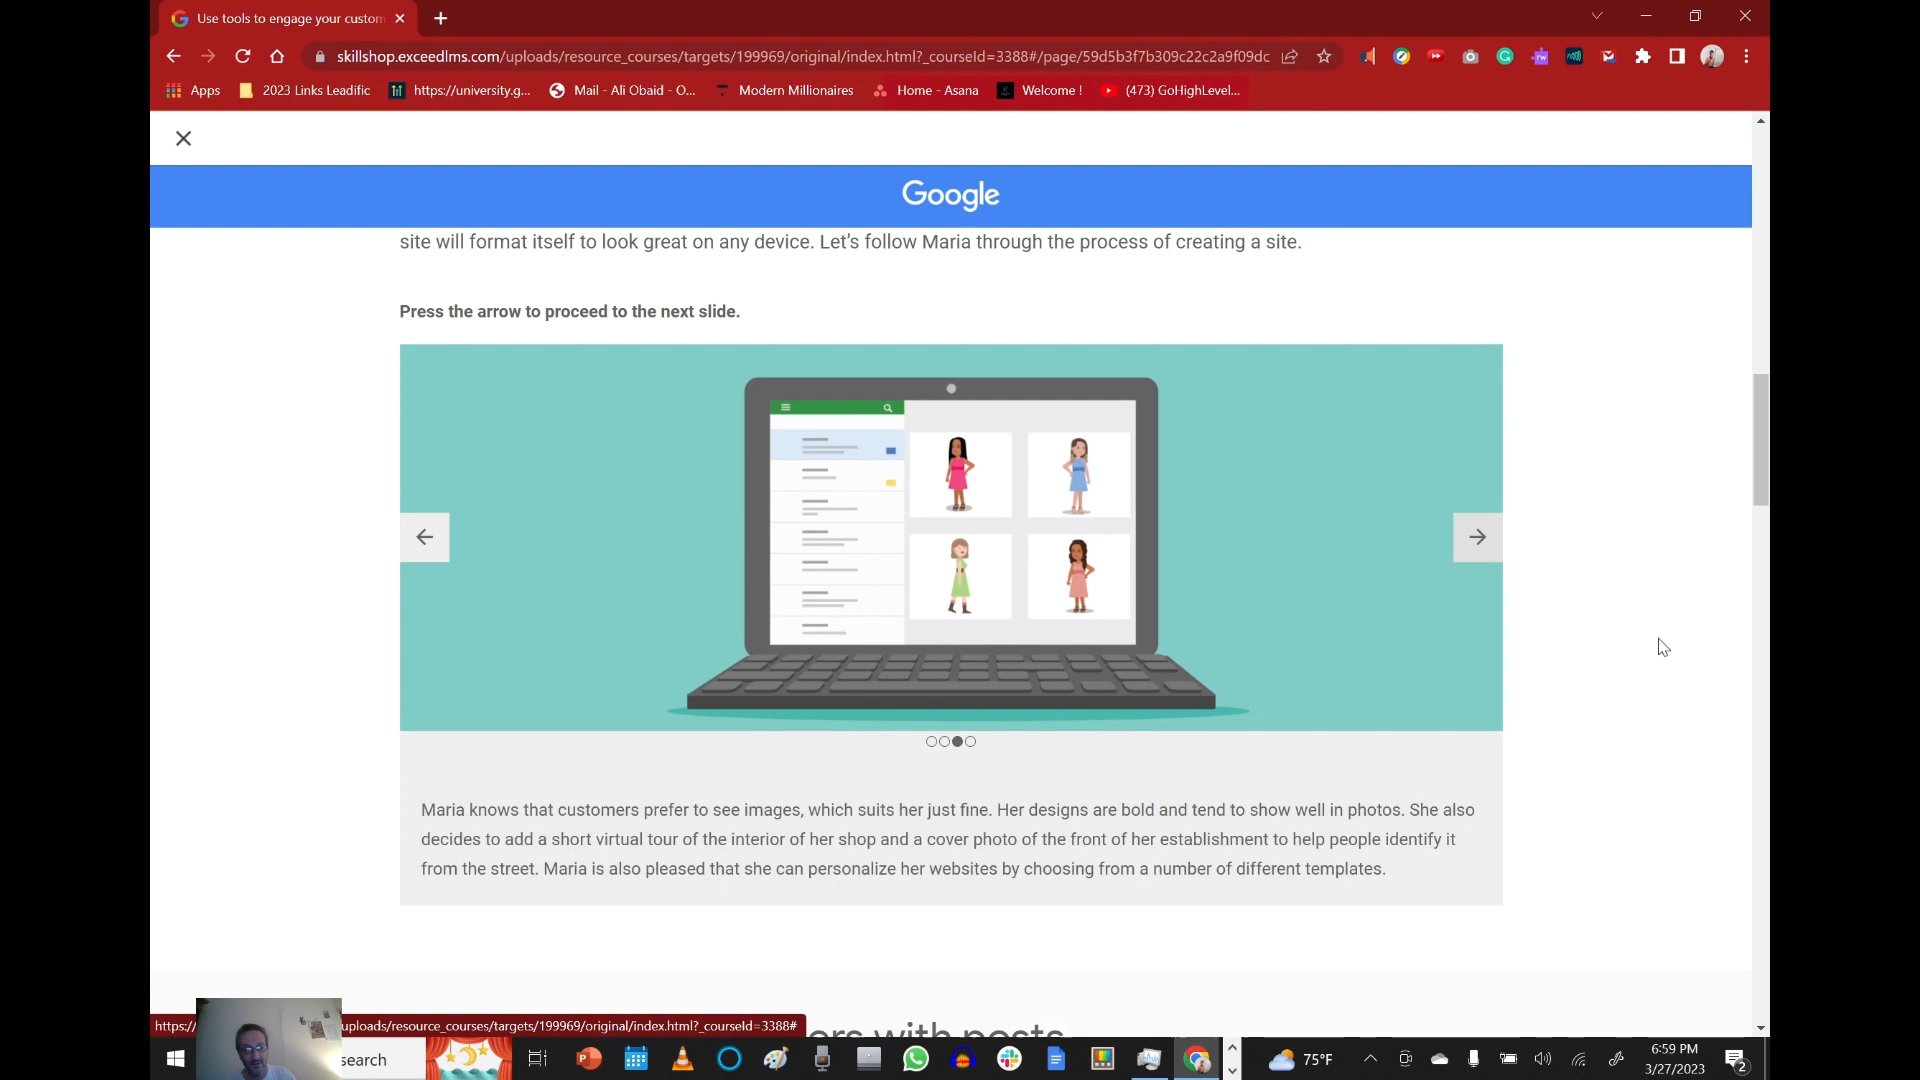 Use tools to engage your custom
skillshop.exceedlms.com/uploads/resource_courses/targets/199969/original/index.html?_courseId=3388#/page/59d5b3f7b309c22c2a9f09dc
Apps
2023 Links Leadific
https://university.g...
Mail - Ali Obaid - O...
Modern Millionaires
Home - Asana
Welcome !
(473) GoHighLevel...
Google
site will format itself to look great on any device. Let's follow Maria through the process of creating a site.
Press the arrow to proceed to the next slide.
Maria knows that customers prefer to see images, which suits her just fine. Her designs are bold and tend to show well in photos. She also
decides to add a short virtual tour of the interior of her shop and a cover photo of the front of her establishment to help people identify it
from the street. Maria is also pleased that she can personalize her websites by choosing from a number of different templates.
https:// uploads/resource_courses/targets/199969/original/index.html?_courseId=3388#
ers with posts
search
75°F
6:59 PM
3/27/2023
2